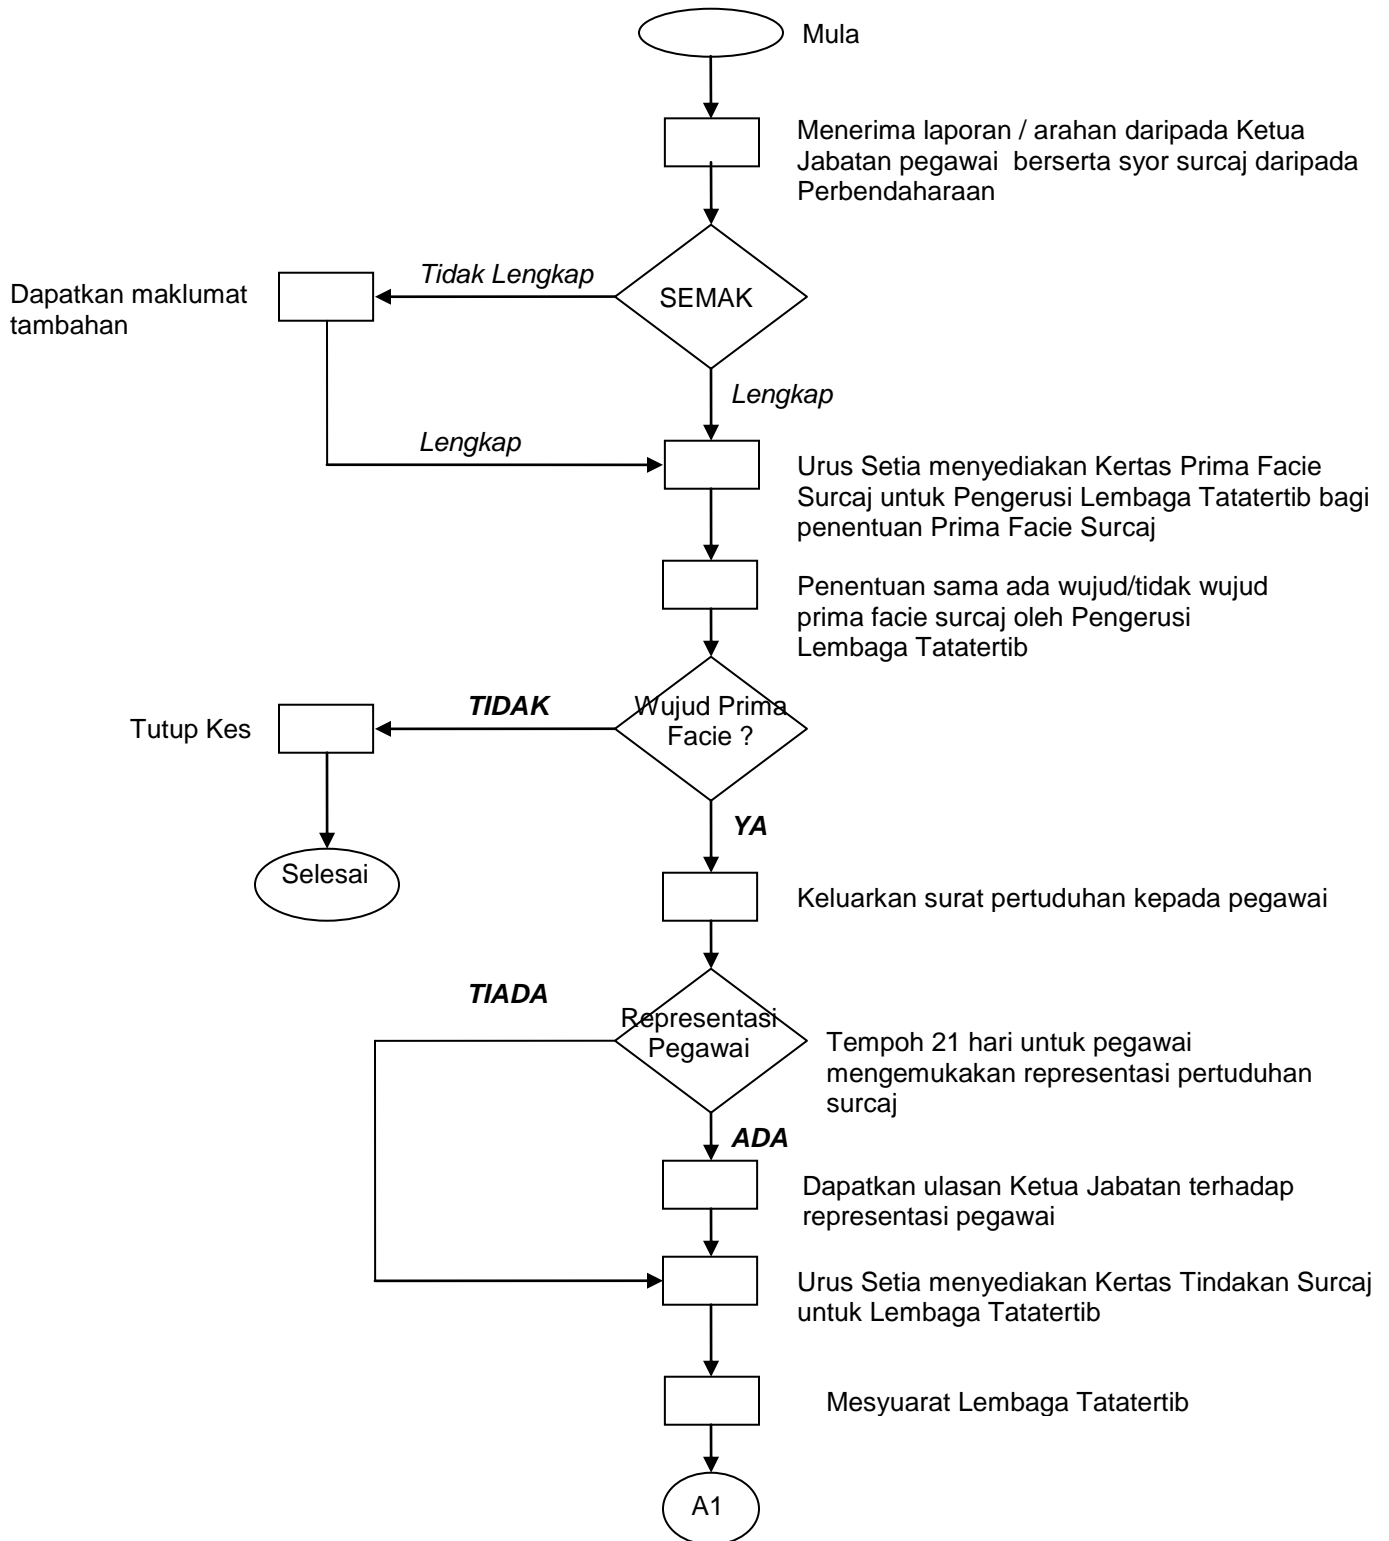 Mula
Menerima laporan / arahan daripada Ketua
Jabatan pegawai  berserta syor surcaj daripada
Perbendaharaan
Tidak Lengkap
SEMAK
Dapatkan maklumat
tambahan
Lengkap
Lengkap
Urus Setia menyediakan Kertas Prima Facie
Surcaj untuk Pengerusi Lembaga Tatatertib bagi
penentuan Prima Facie Surcaj
Penentuan sama ada wujud/tidak wujud
prima facie surcaj oleh Pengerusi
Lembaga Tatatertib
TIDAK
Wujud Prima
Facie ?
Tutup Kes
YA
Selesai
Keluarkan surat pertuduhan kepada pegawai
TIADA
Representasi
Pegawai
Tempoh 21 hari untuk pegawai
mengemukakan representasi pertuduhan
surcaj
ADA
Dapatkan ulasan Ketua Jabatan terhadap
representasi pegawai
Urus Setia menyediakan Kertas Tindakan Surcaj
untuk Lembaga Tatatertib
Mesyuarat Lembaga Tatatertib
A1